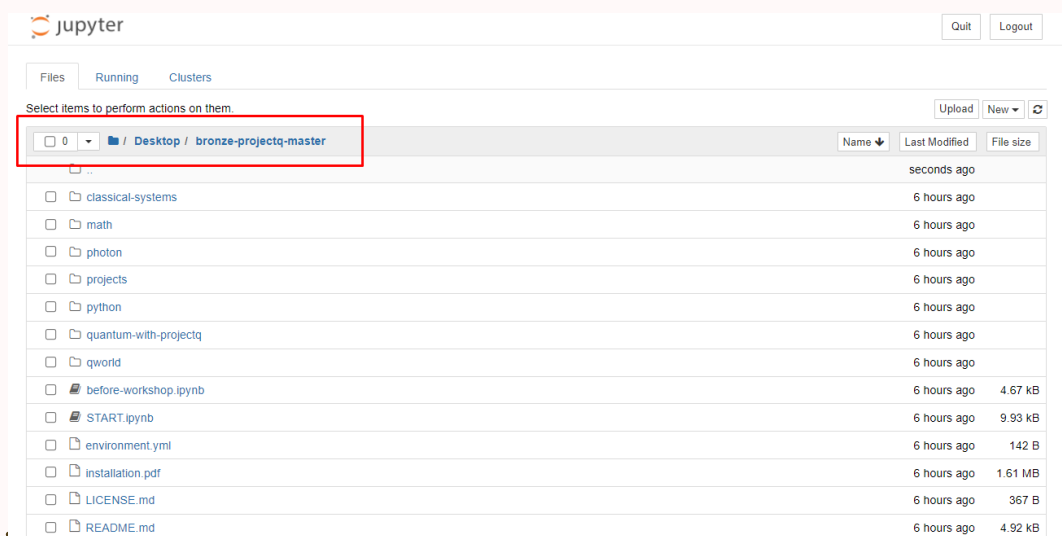 jupyter Quit Logout
Files Running Clusters
Select items to perform actions on them. Upload New
0 / Desktop / bronze-projectq-master Name Last Modified File size
.. seconds ago
classical-systems 6 hours ago
math 6 hours ago
photon 6 hours ago
projects 6 hours ago
python 6 hours ago
quantum-with-projectq 6 hours ago
qworld 6 hours ago
before-workshop.ipynb 6 hours ago 4.67 kB
START.ipynb 6 hours ago 9.93 kB
environment.yml 6 hours ago 142 B
installation.pdf 6 hours ago 1.61 MB
LICENSE.md 6 hours ago 367 B
README.md 6 hours ago 4.92 kB